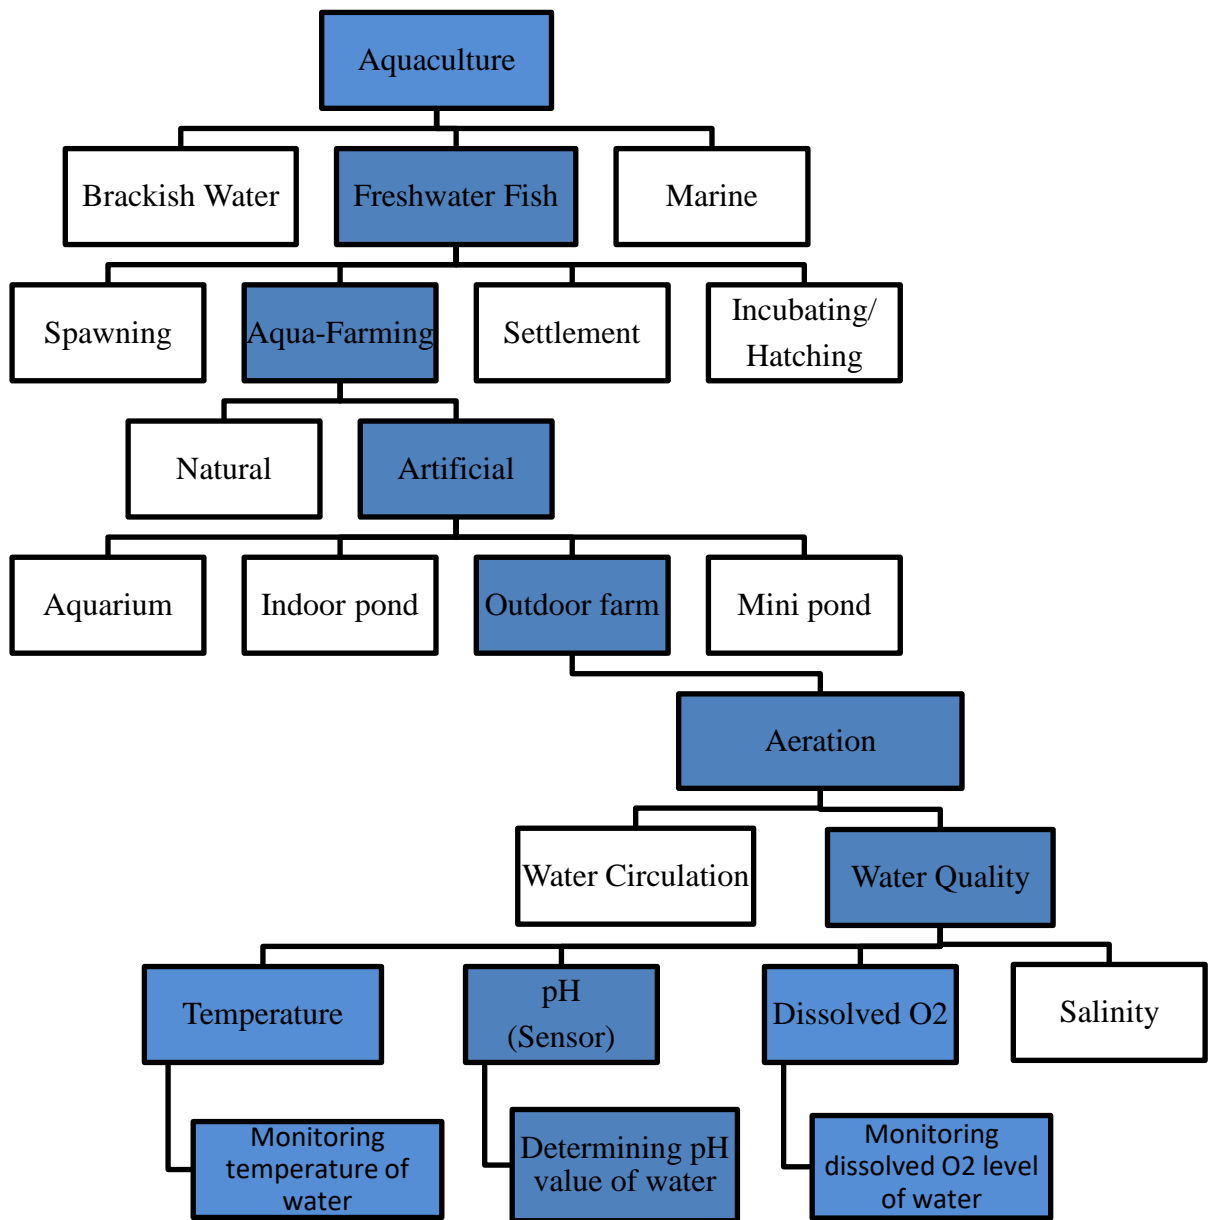 Aquaculture
Brackish Water
Freshwater Fish
Marine
Spawning
Aqua-Farming
Settlement
Incubating/
Hatching
Natural
Artificial
Aquarium
Indoor pond
Outdoor farm
Mini pond
Aeration
Water Circulation
Water Quality
Temperature
pH
(Sensor)
Dissolved O2
Salinity
Monitoring
temperature of
water
Determining pH
value of water
Monitoring
dissolved O2 level
of water